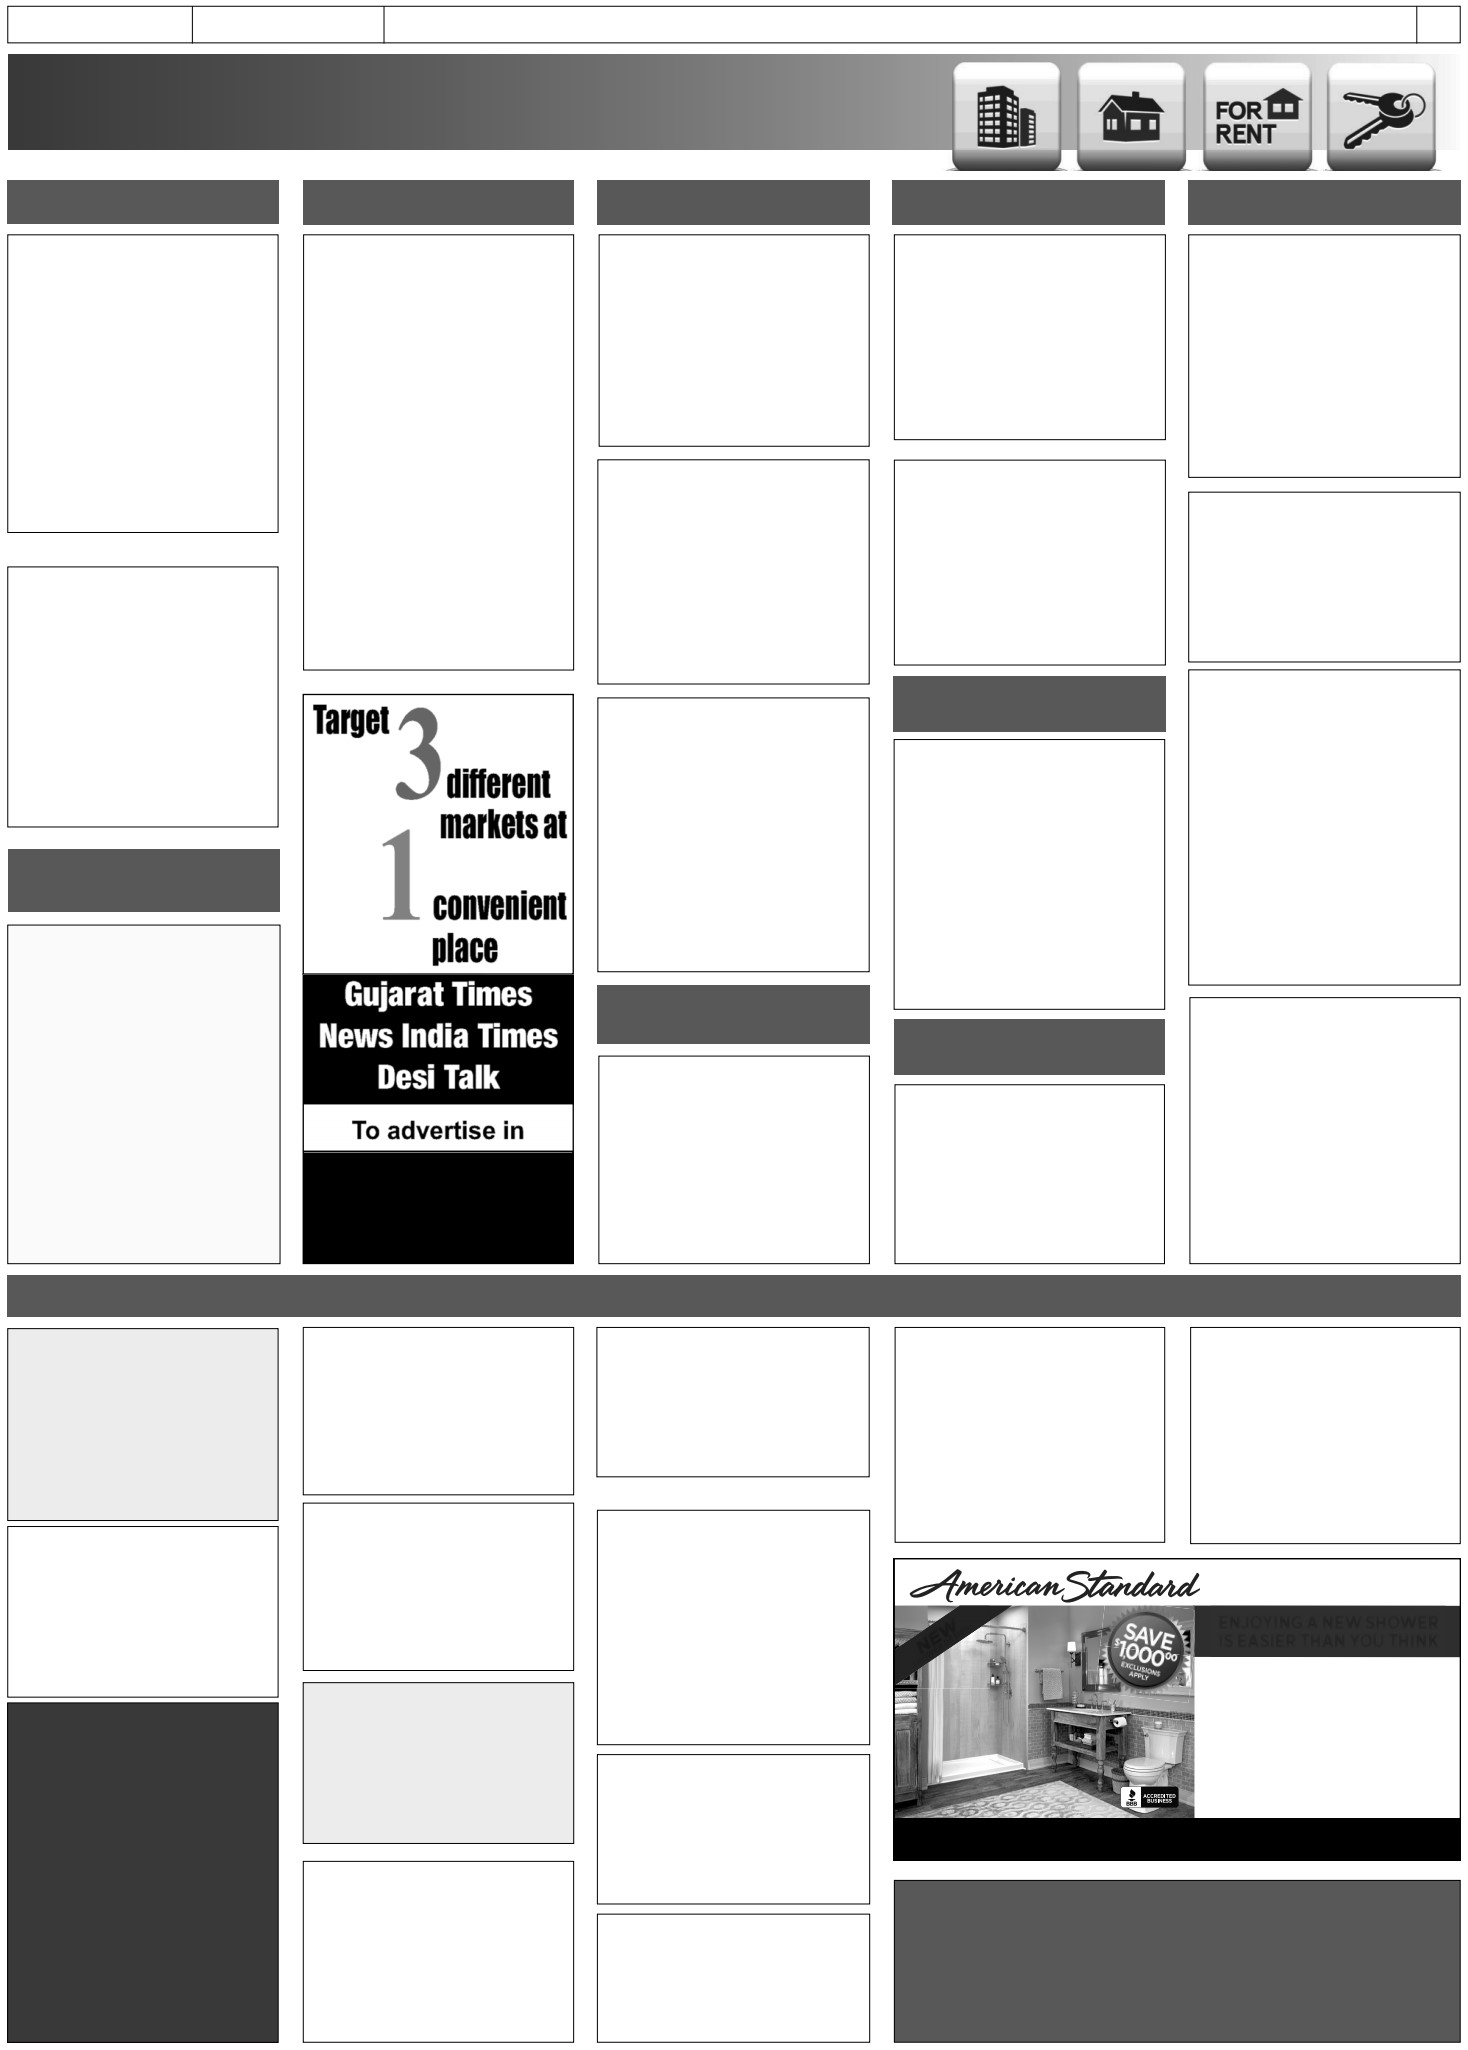 FOR
RENT
Target 3
different
markets at
1
convenient
place
Gujarat Times
News India Times
Desi Talk
To advertise in
American Standard
NEW
SAVE
$1,000⁰⁰
EXCLUSIONS
APPLY
ENJOYING A NEW SHOWER
IS EASIER THAN YOU THINK
BBB
ACCREDITED
BUSINESS